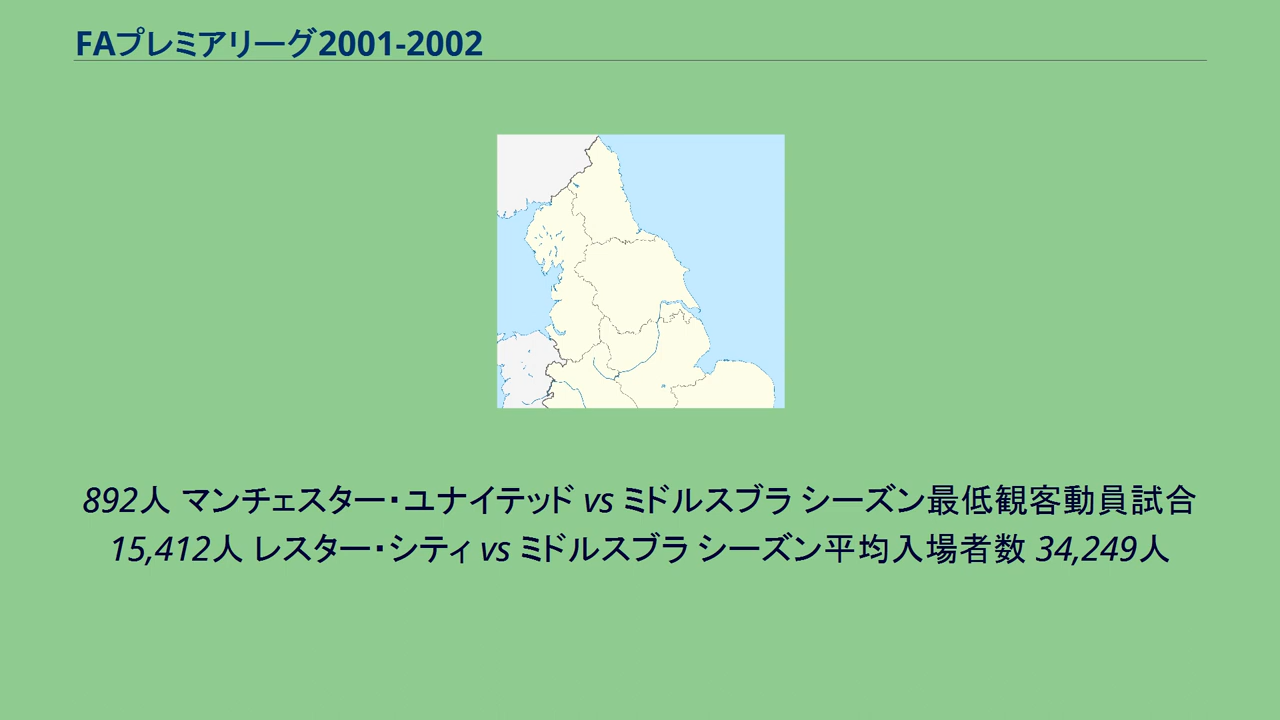 FAプレミアリーグ2001-2002
892人 マンチェスター・ユナイテッド vs ミドルスブラ シーズン最低観客動員試合
15,412人 レスター・シティ vs ミドルスブラ シーズン平均入場者数 34,249人